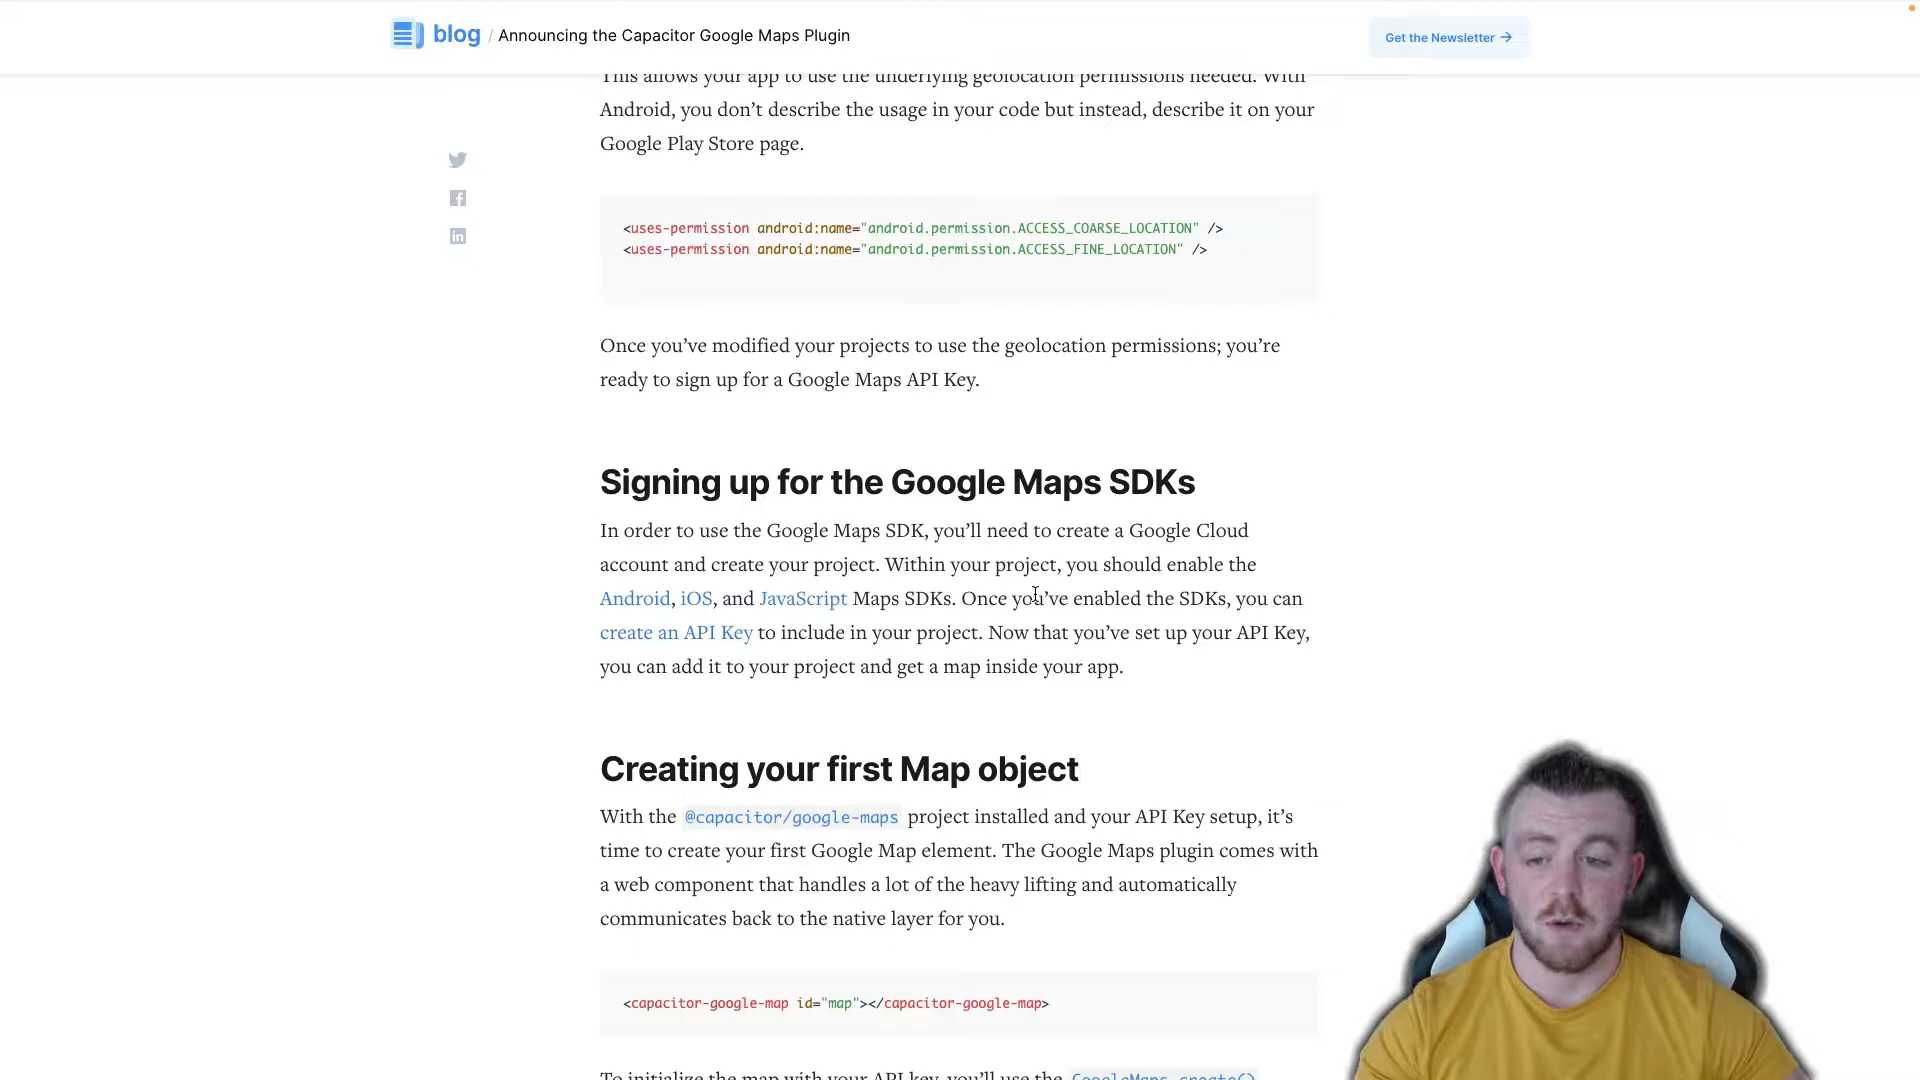 blog / Announcing the Capacitor Google Maps Plugin
Get the Newsletter →
This allows your app to use the underlying geolocation permissions needed. With
Android, you don’t describe the usage in your code but instead, describe it on your
Google Play Store page.
<uses-permission android:name="android.permission.ACCESS_COARSE_LOCATION" />
<uses-permission android:name="android.permission.ACCESS_FINE_LOCATION" />
Once you’ve modified your projects to use the geolocation permissions; you’re
ready to sign up for a Google Maps API Key.
Signing up for the Google Maps SDKs
In order to use the Google Maps SDK, you’ll need to create a Google Cloud
account and create your project. Within your project, you should enable the
Android, iOS, and JavaScript Maps SDKs. Once you’ve enabled the SDKs, you can
create an API Key to include in your project. Now that you’ve set up your API Key,
you can add it to your project and get a map inside your app.
Creating your first Map object
With the @capacitor/google-maps project installed and your API Key setup, it’s
time to create your first Google Map element. The Google Maps plugin comes with
a web component that handles a lot of the heavy lifting and automatically
communicates back to the native layer for you.
<capacitor-google-map id="map"></capacitor-google-map>
To initialize the map with your API key, you’ll use the GoogleMaps.create()